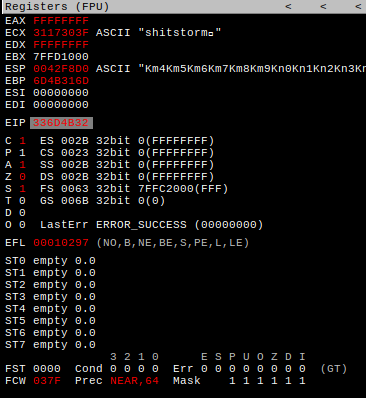 Registers (FPU) < < <
EAX FFFFFFFF
ECX 3117303F ASCII "shitstorm□"
EDX FFFFFFFF
EBX 7FFD1000
ESP 0042F8D0 ASCII "Km4Km5Km6Km7Km8Km9Kn0Kn1Kn2Kn3Kn
EBP 6D4B316D
ESI 00000000
EDI 00000000
EIP 336D4B32
C 1 ES 002B 32bit 0(FFFFFFFF)
P 1 CS 0023 32bit 0(FFFFFFFF)
A 1 SS 002B 32bit 0(FFFFFFFF)
Z 0 DS 002B 32bit 0(FFFFFFFF)
S 1 FS 0063 32bit 7FFC2000(FFF)
T 0 GS 006B 32bit 0(0)
D 0
O 0 LastErr ERROR_SUCCESS (00000000)
EFL 00010297 (NO,B,NE,BE,S,PE,L,LE)
ST0 empty 0.0
ST1 empty 0.0
ST2 empty 0.0
ST3 empty 0.0
ST4 empty 0.0
ST5 empty 0.0
ST6 empty 0.0
ST7 empty 0.0
3 2 1 0 E S P U O Z D I
FST 0000 Cond 0 0 0 0 Err 0 0 0 0 0 0 0 0 (GT)
FCW 037F Prec NEAR,64 Mask 1 1 1 1 1 1